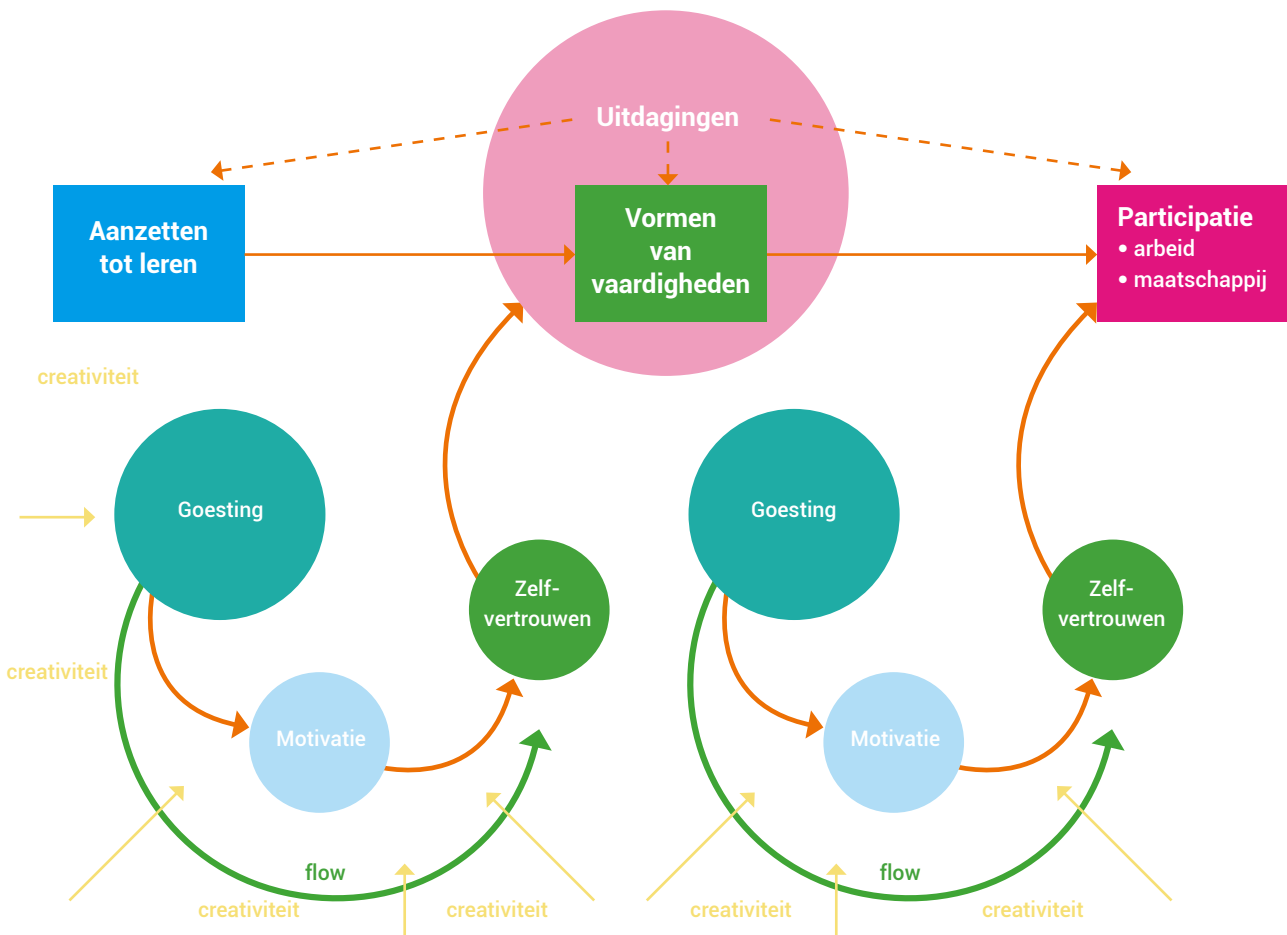 Uitdagingen
Aanzetten
tot leren
Vormen
van
vaardigheden
Participatie
• arbeid
• maatschappij
creativiteit
Goesting
Goesting
Zelf-
vertrouwen
Zelf-
vertrouwen
creativiteit
Motivatie
Motivatie
flow
flow
creativiteit
creativiteit
creativiteit
creativiteit